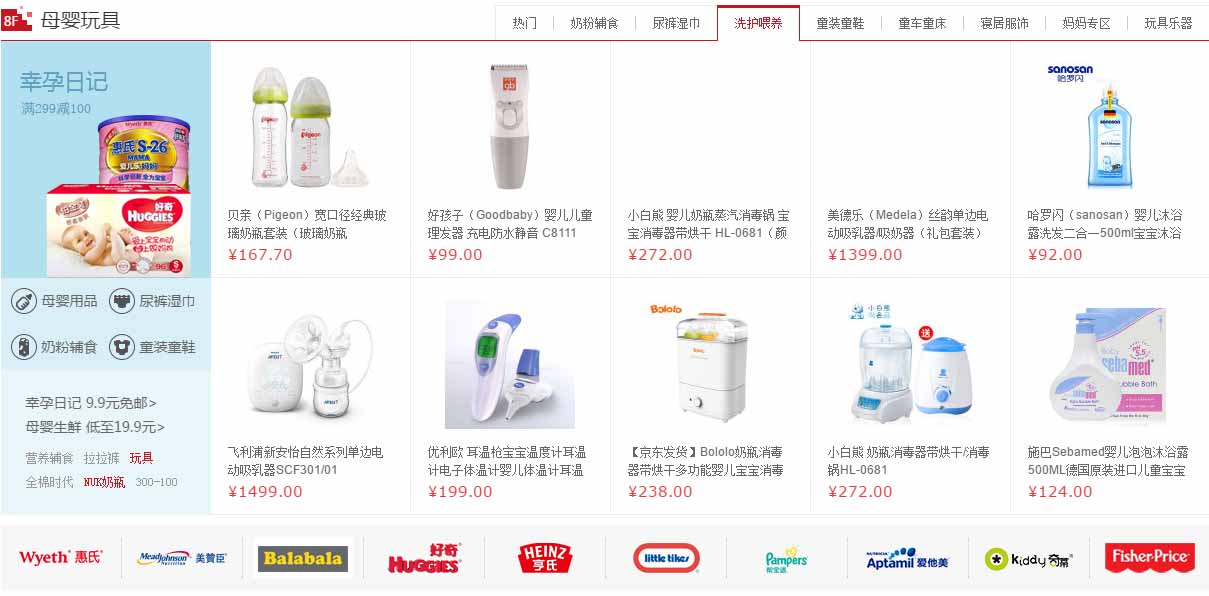 8F 母婴玩具
热门
奶粉辅食
尿裤湿巾
洗护喂养
童装童鞋
童车童床
寝居服饰
妈妈专区
玩具乐器
幸孕日记
满299减100
Wyeth 惠氏
惠氏 S-26
MAMA
爱儿乐妈妈
好奇
HUGGIES
母婴用品
尿裤湿巾
奶粉辅食
童装童鞋
幸孕日记 9.9元免邮>
母婴生鲜 低至19.9元>
营养辅食 拉拉裤 玩具
全棉时代 NUK奶瓶 300-100
贝亲（Pigeon）宽口径经典玻
璃奶瓶套装（玻璃奶瓶
¥167.70
gb
好孩子（Goodbaby）婴儿儿童
理发器 充电防水静音 C8111
¥99.00
小白熊 婴儿奶瓶蒸汽消毒锅 宝
宝消毒器带烘干 HL-0681（颜
¥272.00
美德乐（Medela）丝韵单边电
动吸乳器/吸奶器（礼包套装）
¥1399.00
sanosan
哈罗闪
sanosan
哈罗闪（sanosan）婴儿沐浴
露洗发二合一500ml宝宝沐浴
¥92.00
AVENT
飞利浦新安怡自然系列单边电
动吸乳器SCF301/01
¥1499.00
优利欧 耳温枪宝宝温度计耳温
计电子体温计婴儿体温计耳温
¥199.00
Bololo
【京东发货】Bololo奶瓶消毒
器带烘干多功能婴儿宝宝消毒
¥238.00
小白熊
尚合品
送
小白熊 奶瓶消毒器带烘干/消毒
锅HL-0681
¥272.00
Baby
sebamed
pH 5.5
Bubble Bath
施巴Sebamed婴儿泡泡沐浴露
500ML德国原装进口儿童宝宝
¥124.00
Wyeth 惠氏
MeadJohnson 美赞臣
Nutrition
Balabala
好奇
HUGGIES
HEINZ
亨氏
little tikes
Pampers
帮宝适
NUTRICIA
Aptamil 爱他美
kiddy 奇蒂
Fisher-Price